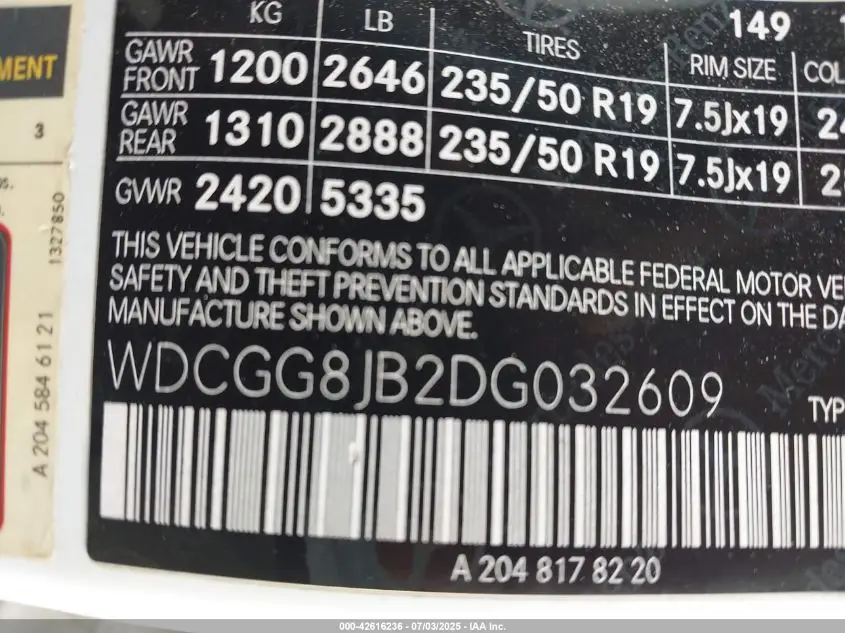 KG LB TIRES 149
RIM SIZE
GAWR FRONT 1200 2646 235/50 R19 7.5Jx19
GAWR REAR 1310 2888 235/50 R19 7.5Jx19
GVWR 2420 5335
THIS VEHICLE CONFORMS TO ALL APPLICABLE FEDERAL MOTOR
SAFETY AND THEFT PREVENTION STANDARDS IN EFFECT ON THE
MANUFACTURE SHOWN ABOVE.
WDCGG8JB2DG032609
TYP
A 204 817 82 20
MENT
3
1327850
A 204 584 61 21
Mercedes-Benz
000-42616236 - 07/03/2025 - IAA Inc.